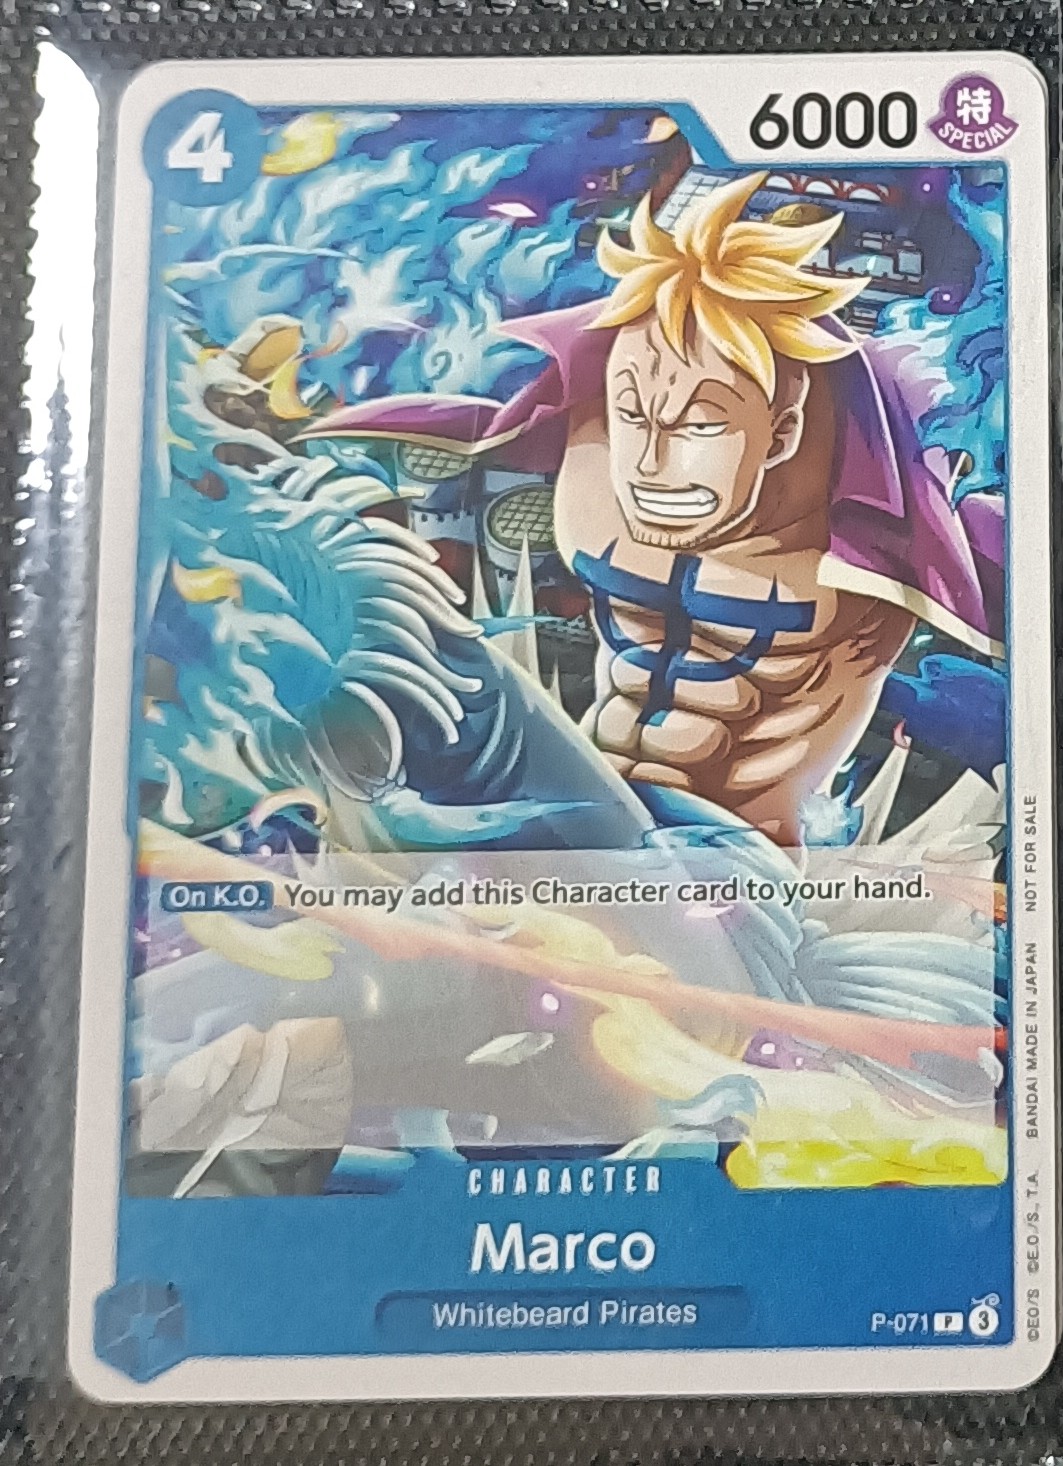 4
6000
特
SPECIAL
On K.O. You may add this Character card to your hand.
CHARACTER
Marco
Whitebeard Pirates
P-071 P 3
©EO/S ©E.O./S., T.A. BANDAI MADE IN JAPAN NOT FOR SALE